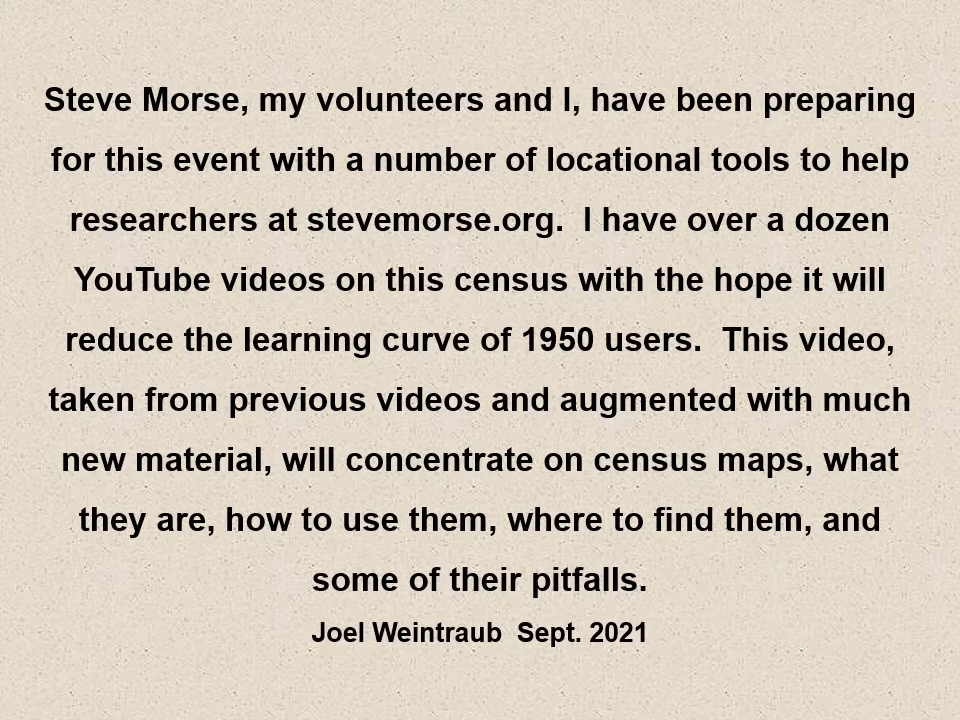 Steve Morse, my volunteers and I, have been preparing
for this event with a number of locational tools to help
researchers at stevemorse.org.  I have over a dozen
YouTube videos on this census with the hope it will
reduce the learning curve of 1950 users.  This video,
taken from previous videos and augmented with much
new material, will concentrate on census maps, what
they are, how to use them, where to find them, and
some of their pitfalls.
Joel Weintraub  Sept. 2021